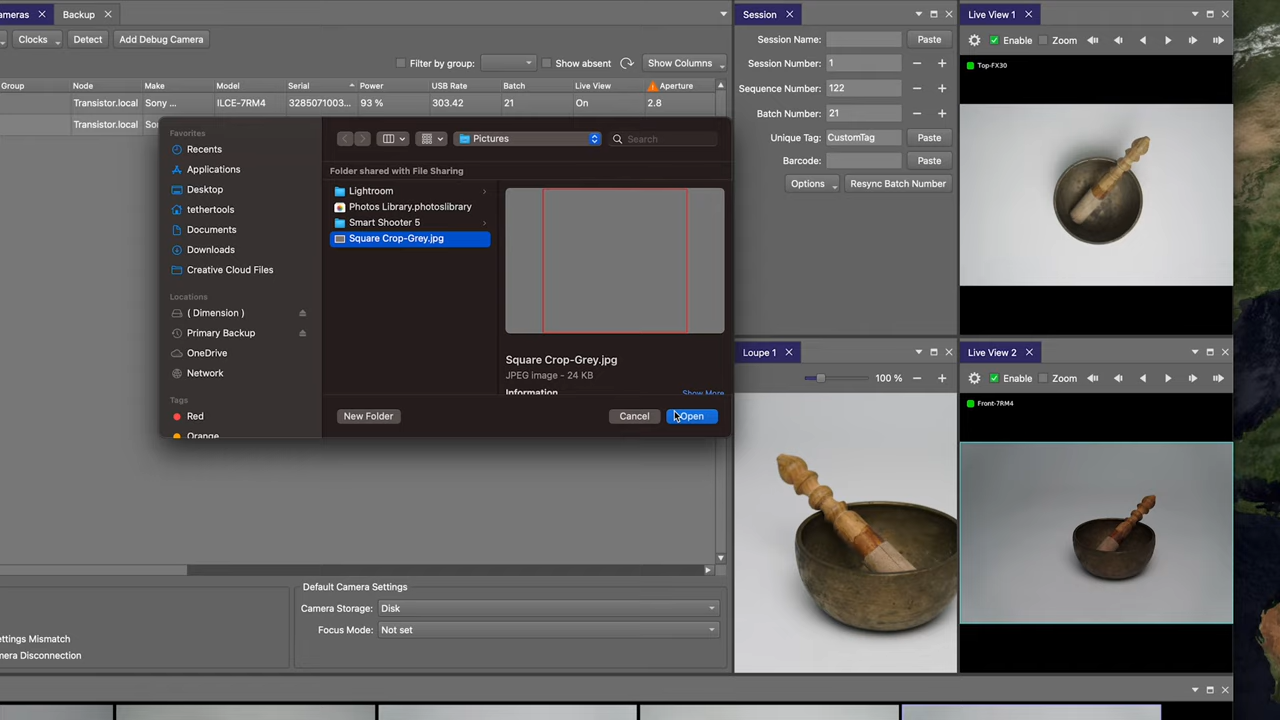 ameras
Backup
Session
Live View 1
Clocks
Detect
Add Debug Camera
Session Name:
Paste
Enable
Zoom
Filter by group:
Show absent
Show Columns
Session Number:
1
Top-FX30
Group
Node
Make
Model
Serial
Power
USB Rate
Batch
Live View
Aperture
Sequence Number:
122
Transistor.local
Sony ...
ILCE-7RM4
3285071003...
93 %
303.42
21
On
2.8
Batch Number:
21
Transistor.local
So
Unique Tag:
CustomTag
Paste
Barcode:
Paste
Options
Resync Batch Number
Favorites
Recents
Applications
Desktop
tethertools
Documents
Downloads
Creative Cloud Files
Locations
( Dimension )
Primary Backup
OneDrive
Network
Tags
Red
Orange
Pictures
Search
Folder shared with File Sharing
Lightroom
Photos Library.photoslibrary
Smart Shooter 5
Square Crop-Grey.jpg
Square Crop-Grey.jpg
JPEG image - 24 KB
Information
Show More
New Folder
Cancel
Open
Loupe 1
100 %
Live View 2
Enable
Zoom
Front-7RM4
ettings Mismatch
mera Disconnection
Default Camera Settings
Camera Storage:
Disk
Focus Mode:
Not set